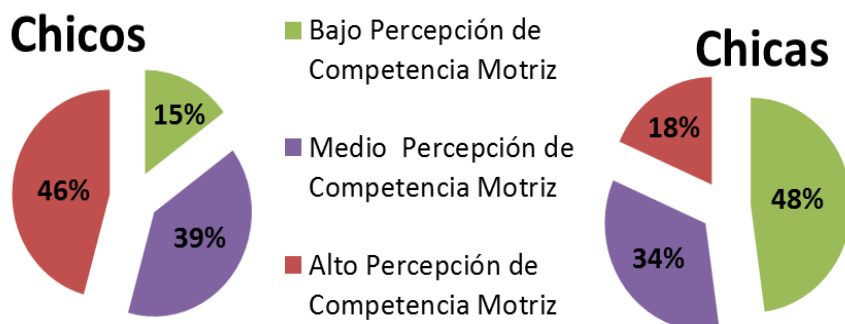 Chicos
15%
46%
39%
Bajo Percepción de
Competencia Motriz
Medio Percepción de
Competencia Motriz
Alto Percepción de
Competencia Motriz
Chicas
18%
48%
34%